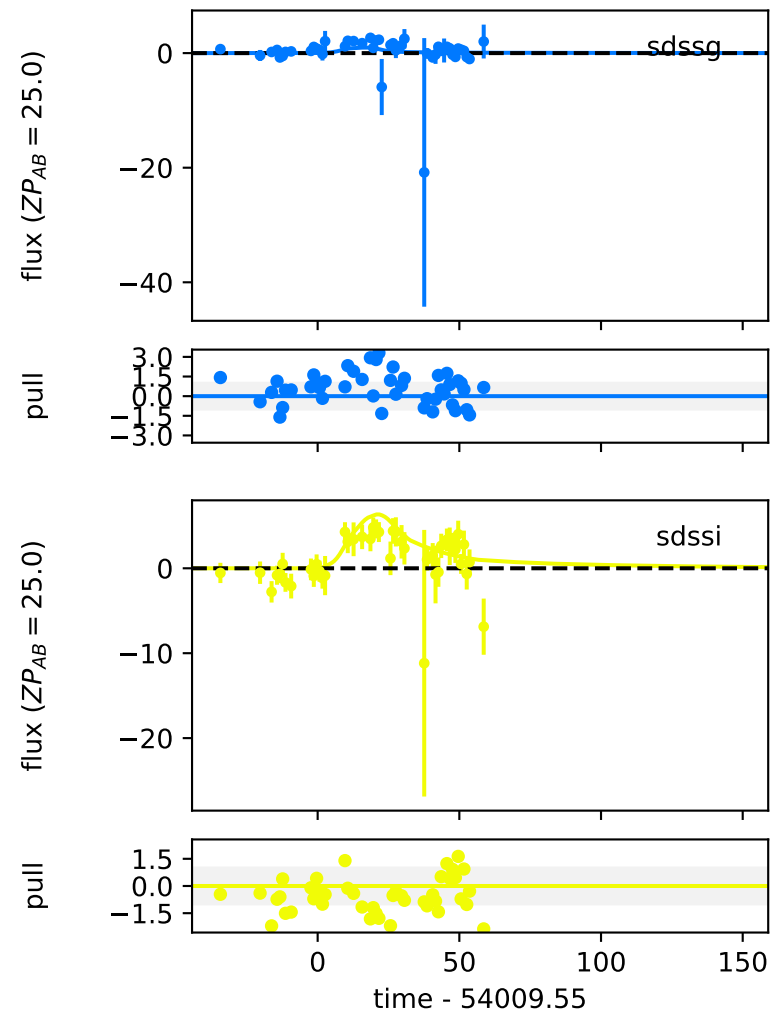 flux (ZP_AB = 25.0)
0
−20
−40
sdssg
pull
3.0
1.5
0.0
−1.5
−3.0
flux (ZP_AB = 25.0)
0
−10
−20
sdssi
pull
1.5
0.0
−1.5
0 50 100 150
time - 54009.55